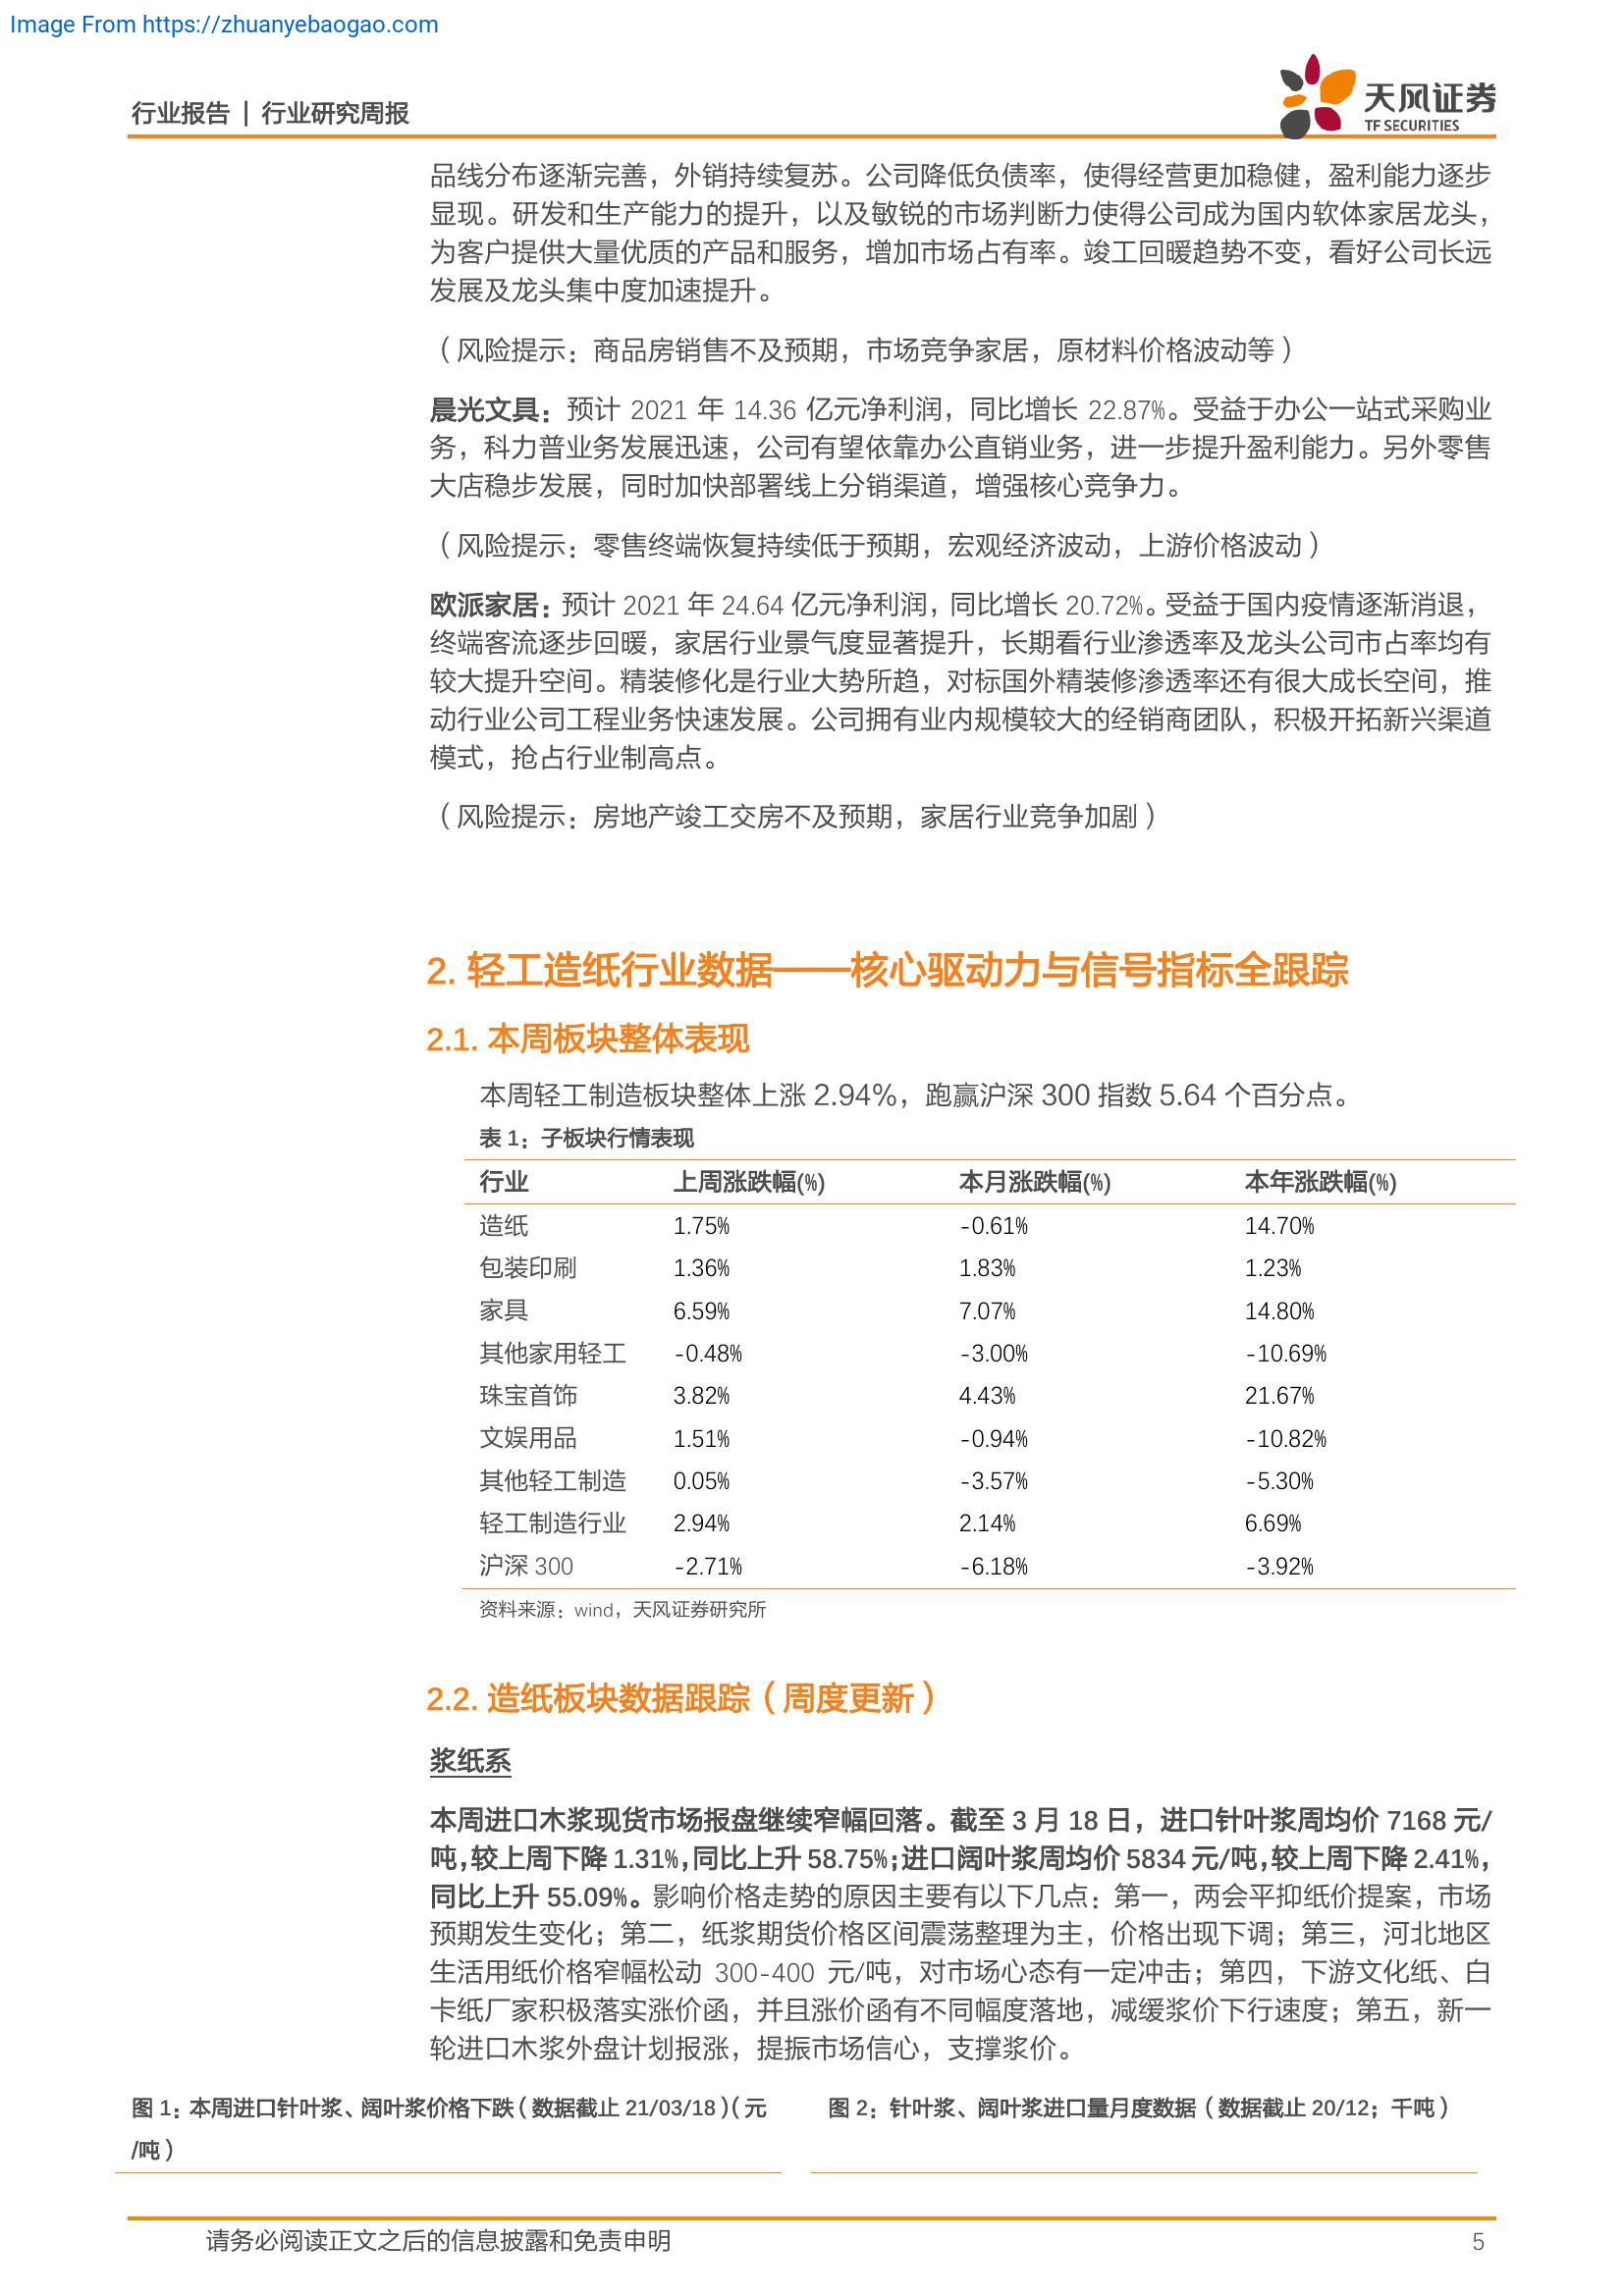 Image From https://zhuanyebaogao.com
行业报告 | 行业研究周报
天风证券
TF SECURITIES
品线分布逐渐完善，外销持续复苏。公司降低负债率，使得经营更加稳健，盈利能力逐步
显现。研发和生产能力的提升，以及敏锐的市场判断力使得公司成为国内软体家居龙头，
为客户提供大量优质的产品和服务，增加市场占有率。竣工回暖趋势不变，看好公司长远
发展及龙头集中度加速提升。
（风险提示：商品房销售不及预期，市场竞争家居，原材料价格波动等）
晨光文具：预计 2021 年 14.36 亿元净利润，同比增长 22.87%。受益于办公一站式采购业
务，科力普业务发展迅速，公司有望依靠办公直销业务，进一步提升盈利能力。另外零售
大店稳步发展，同时加快部署线上分销渠道，增强核心竞争力。
（风险提示：零售终端恢复持续低于预期，宏观经济波动，上游价格波动）
欧派家居：预计 2021 年 24.64 亿元净利润，同比增长 20.72%。受益于国内疫情逐渐消退，
终端客流逐步回暖，家居行业景气度显著提升，长期看行业渗透率及龙头公司市占率均有
较大提升空间。精装修化是行业大势所趋，对标国外精装修渗透率还有很大成长空间，推
动行业公司工程业务快速发展。公司拥有业内规模较大的经销商团队，积极开拓新兴渠道
模式，抢占行业制高点。
（风险提示：房地产竣工交房不及预期，家居行业竞争加剧）
2. 轻工造纸行业数据——核心驱动力与信号指标全跟踪
2.1. 本周板块整体表现
本周轻工制造板块整体上涨 2.94%，跑赢沪深 300 指数 5.64 个百分点。
表 1：子板块行情表现
行业 上周涨跌幅(%) 本月涨跌幅(%) 本年涨跌幅(%)
造纸 1.75% -0.61% 14.70%
包装印刷 1.36% 1.83% 1.23%
家具 6.59% 7.07% 14.80%
其他家用轻工 -0.48% -3.00% -10.69%
珠宝首饰 3.82% 4.43% 21.67%
文娱用品 1.51% -0.94% -10.82%
其他轻工制造 0.05% -3.57% -5.30%
轻工制造行业 2.94% 2.14% 6.69%
沪深 300 -2.71% -6.18% -3.92%
资料来源：wind，天风证券研究所
2.2. 造纸板块数据跟踪（周度更新）
浆纸系
本周进口木浆现货市场报盘继续窄幅回落。截至 3 月 18 日，进口针叶浆周均价 7168 元/
吨，较上周下降 1.31%，同比上升 58.75%；进口阔叶浆周均价 5834 元/吨，较上周下降 2.41%，
同比上升 55.09%。影响价格走势的原因主要有以下几点：第一，两会平抑纸价提案，市场
预期发生变化；第二，纸浆期货价格区间震荡整理为主，价格出现下调；第三，河北地区
生活用纸价格窄幅松动 300-400 元/吨，对市场心态有一定冲击；第四，下游文化纸、白
卡纸厂家积极落实涨价函，并且涨价函有不同幅度落地，减缓浆价下行速度；第五，新一
轮进口木浆外盘计划报涨，提振市场信心，支撑浆价。
图 1：本周进口针叶浆、阔叶浆价格下跌（数据截止 21/03/18）（元
/吨）
图 2：针叶浆、阔叶浆进口量月度数据（数据截止 20/12；千吨）
请务必阅读正文之后的信息披露和免责申明
5